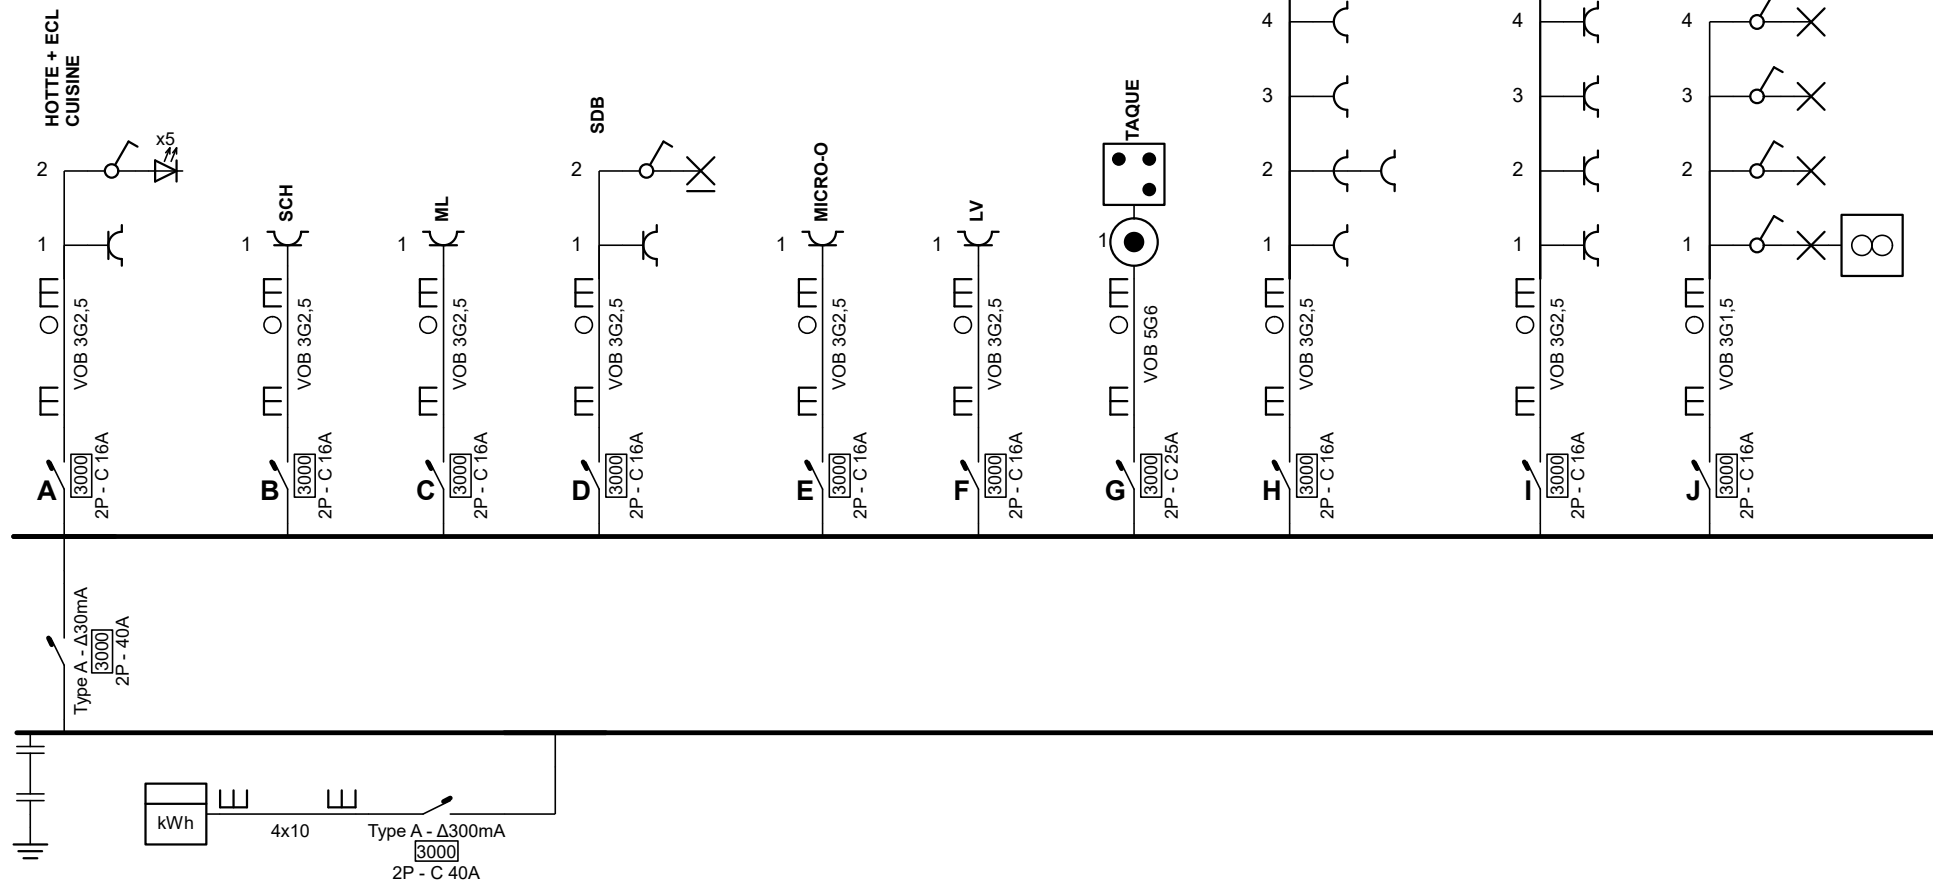 HOTTE + ECL
CUISINE
x5
2
1
VOB 3G2,5
A
3000
2P - C 16A
SCH
1
VOB 3G2,5
B
3000
2P - C 16A
ML
1
VOB 3G2,5
C
3000
2P - C 16A
SDB
2
1
VOB 3G2,5
D
3000
2P - C 16A
MICRO-O
1
VOB 3G2,5
E
3000
2P - C 16A
LV
1
VOB 3G2,5
F
3000
2P - C 16A
TAQUE
1
VOB 5G6
G
3000
2P - C 25A
4
3
2
1
VOB 3G2,5
H
3000
2P - C 16A
4
3
2
1
VOB 3G2,5
I
3000
2P - C 16A
4
3
2
1
VOB 3G1,5
J
3000
2P - C 16A
Type A - Δ30mA
3000
2P - 40A
kWh
4x10
Type A - Δ300mA
3000
2P - C 40A